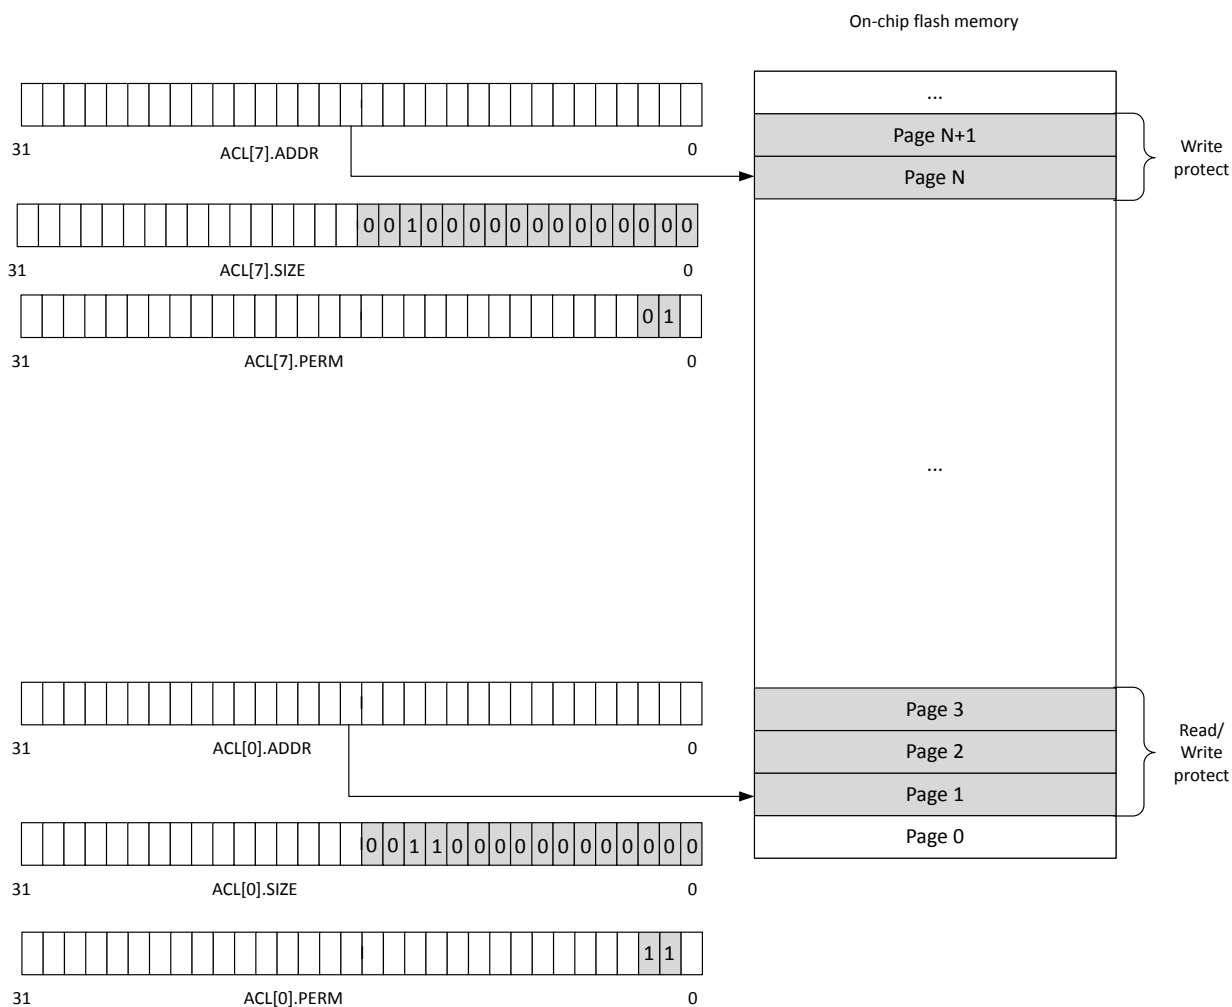 On-chip flash memory
...
31 ACL[7].ADDR 0
Page N+1
Page N
Write
protect
0 0 1 0 0 0 0 0 0 0 0 0 0 0 0 0
31 ACL[7].SIZE 0
0 1
31 ACL[7].PERM 0
...
31 ACL[0].ADDR 0
Page 3
Page 2
Page 1
Page 0
Read/
Write
protect
0 0 1 1 0 0 0 0 0 0 0 0 0 0 0 0
31 ACL[0].SIZE 0
1 1
31 ACL[0].PERM 0